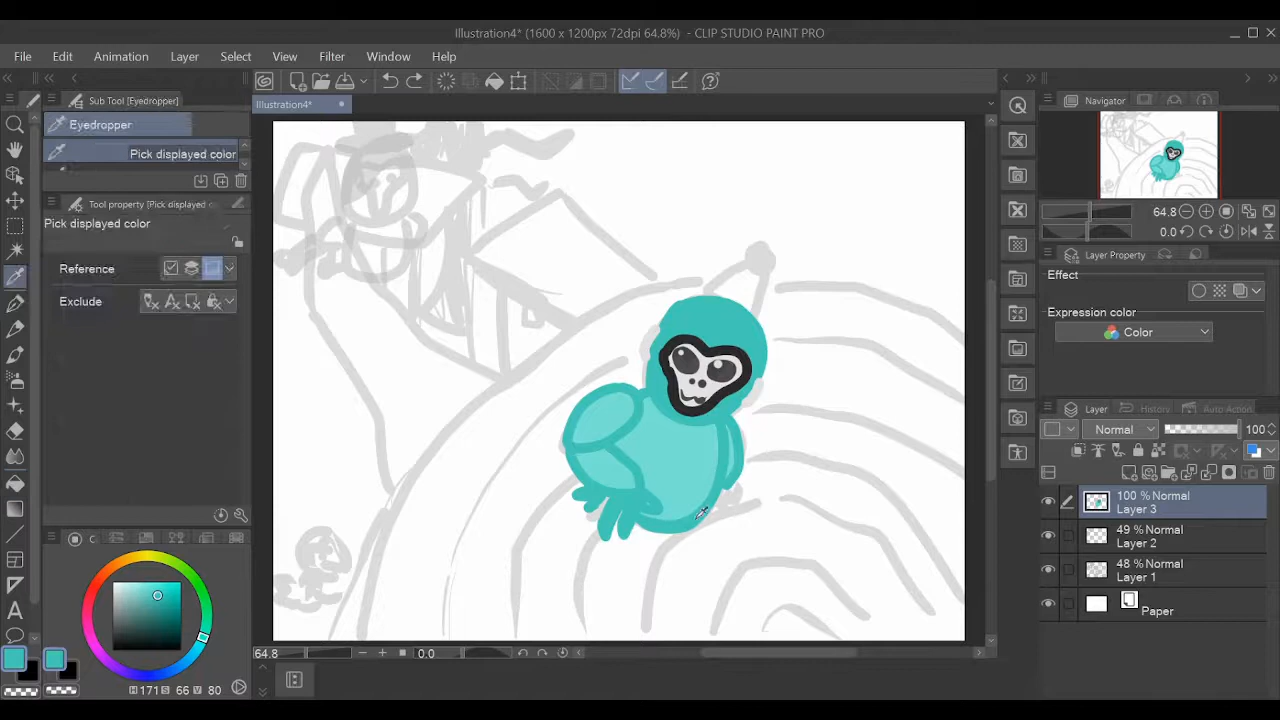 Illustration4* (1600 x 1200px 72dpi 64.8%) - CLIP STUDIO PAINT PRO
File Edit Animation Layer Select View Filter Window Help
Sub Tool [Eyedropper]
Illustration4*
Navigator
Eyedropper
Pick displayed color
Tool property [Pick displayed co
Pick displayed color
64.8
0.0
Layer Property
Reference
Effect
Exclude
Expression color
Color
Layer History Auto Action
Normal 100
100 % Normal
Layer 3
49 % Normal
Layer 2
48 % Normal
Layer 1
Paper
A
64.8 0.0
H 171 S 66 V 80